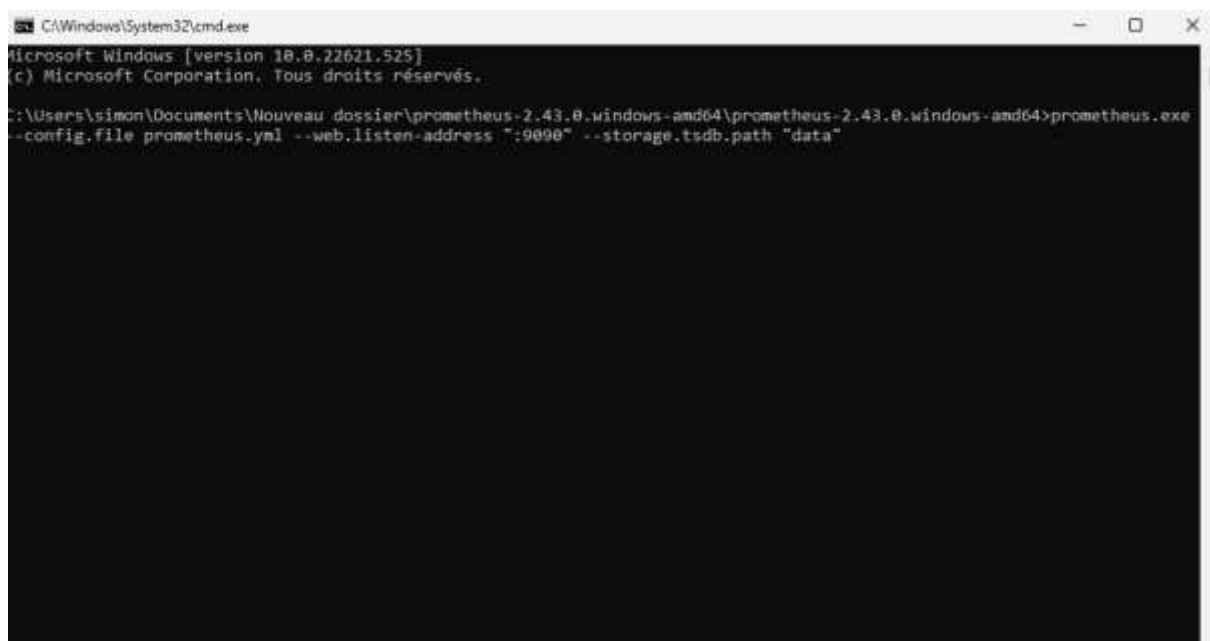 C:\Windows\System32\cmd.exe
Microsoft Windows [version 10.0.22621.525]
(c) Microsoft Corporation. Tous droits réservés.
C:\Users\simon\Documents\Nouveau dossier\prometheus-2.43.0.windows-amd64\prometheus-2.43.0.windows-amd64>prometheus.exe
--config.file prometheus.yml --web.listen-address ":9090" --storage.tsdb.path "data"